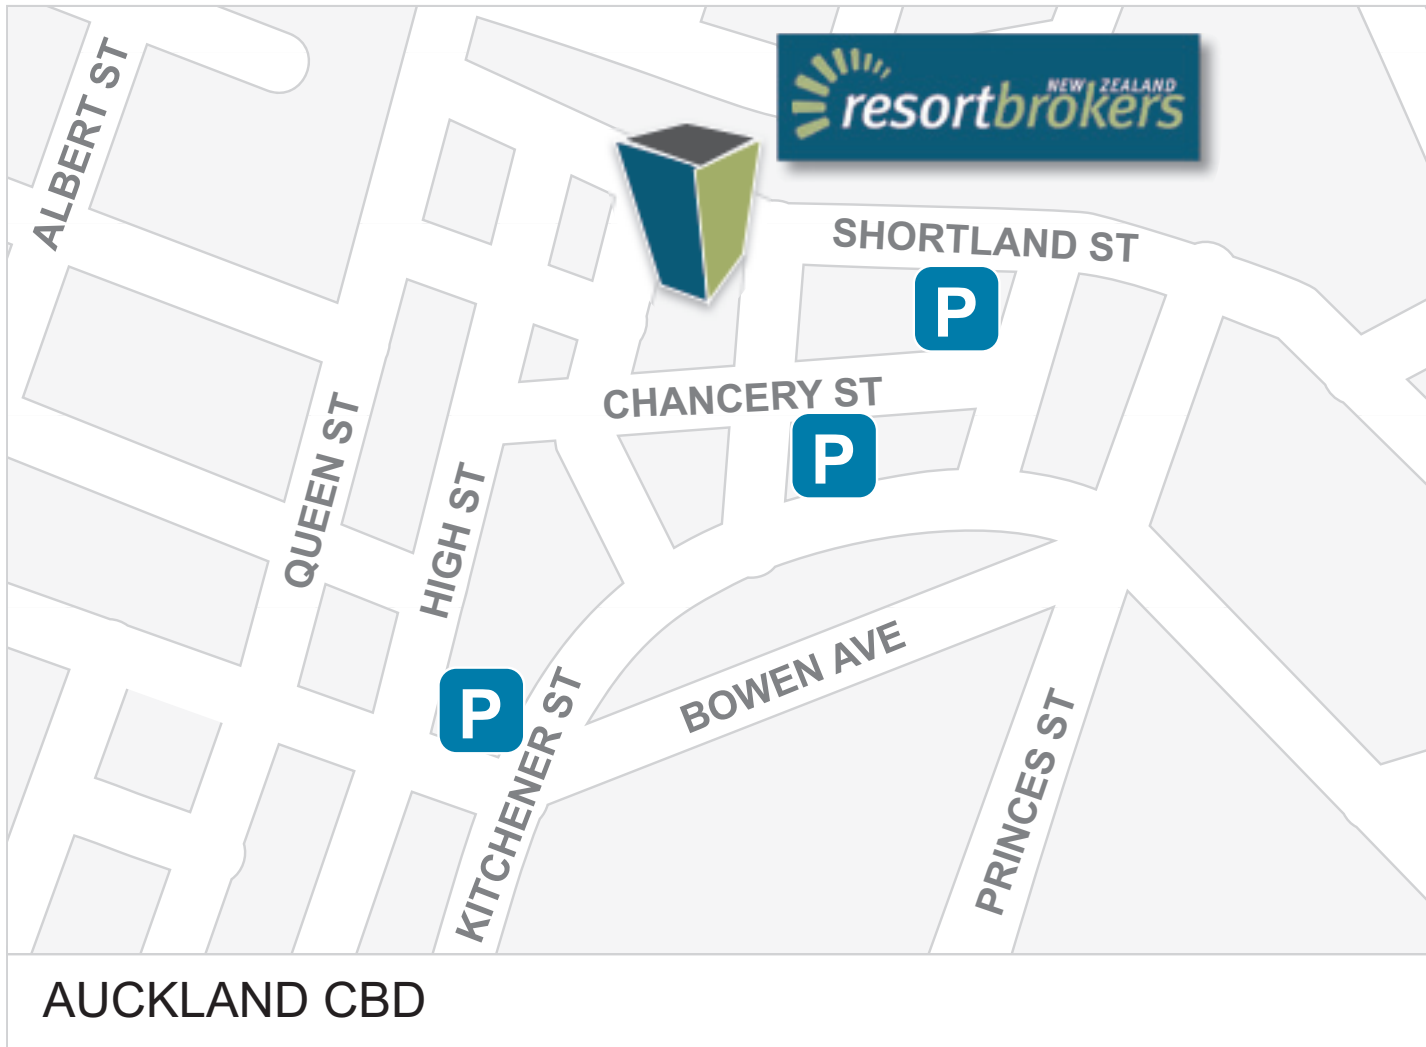 ALBERT ST
NEW ZEALAND
resortbrokers
SHORTLAND ST
P
CHANCERY ST
P
QUEEN ST
HIGH ST
P
KITCHENER ST
BOWEN AVE
PRINCES ST
AUCKLAND CBD